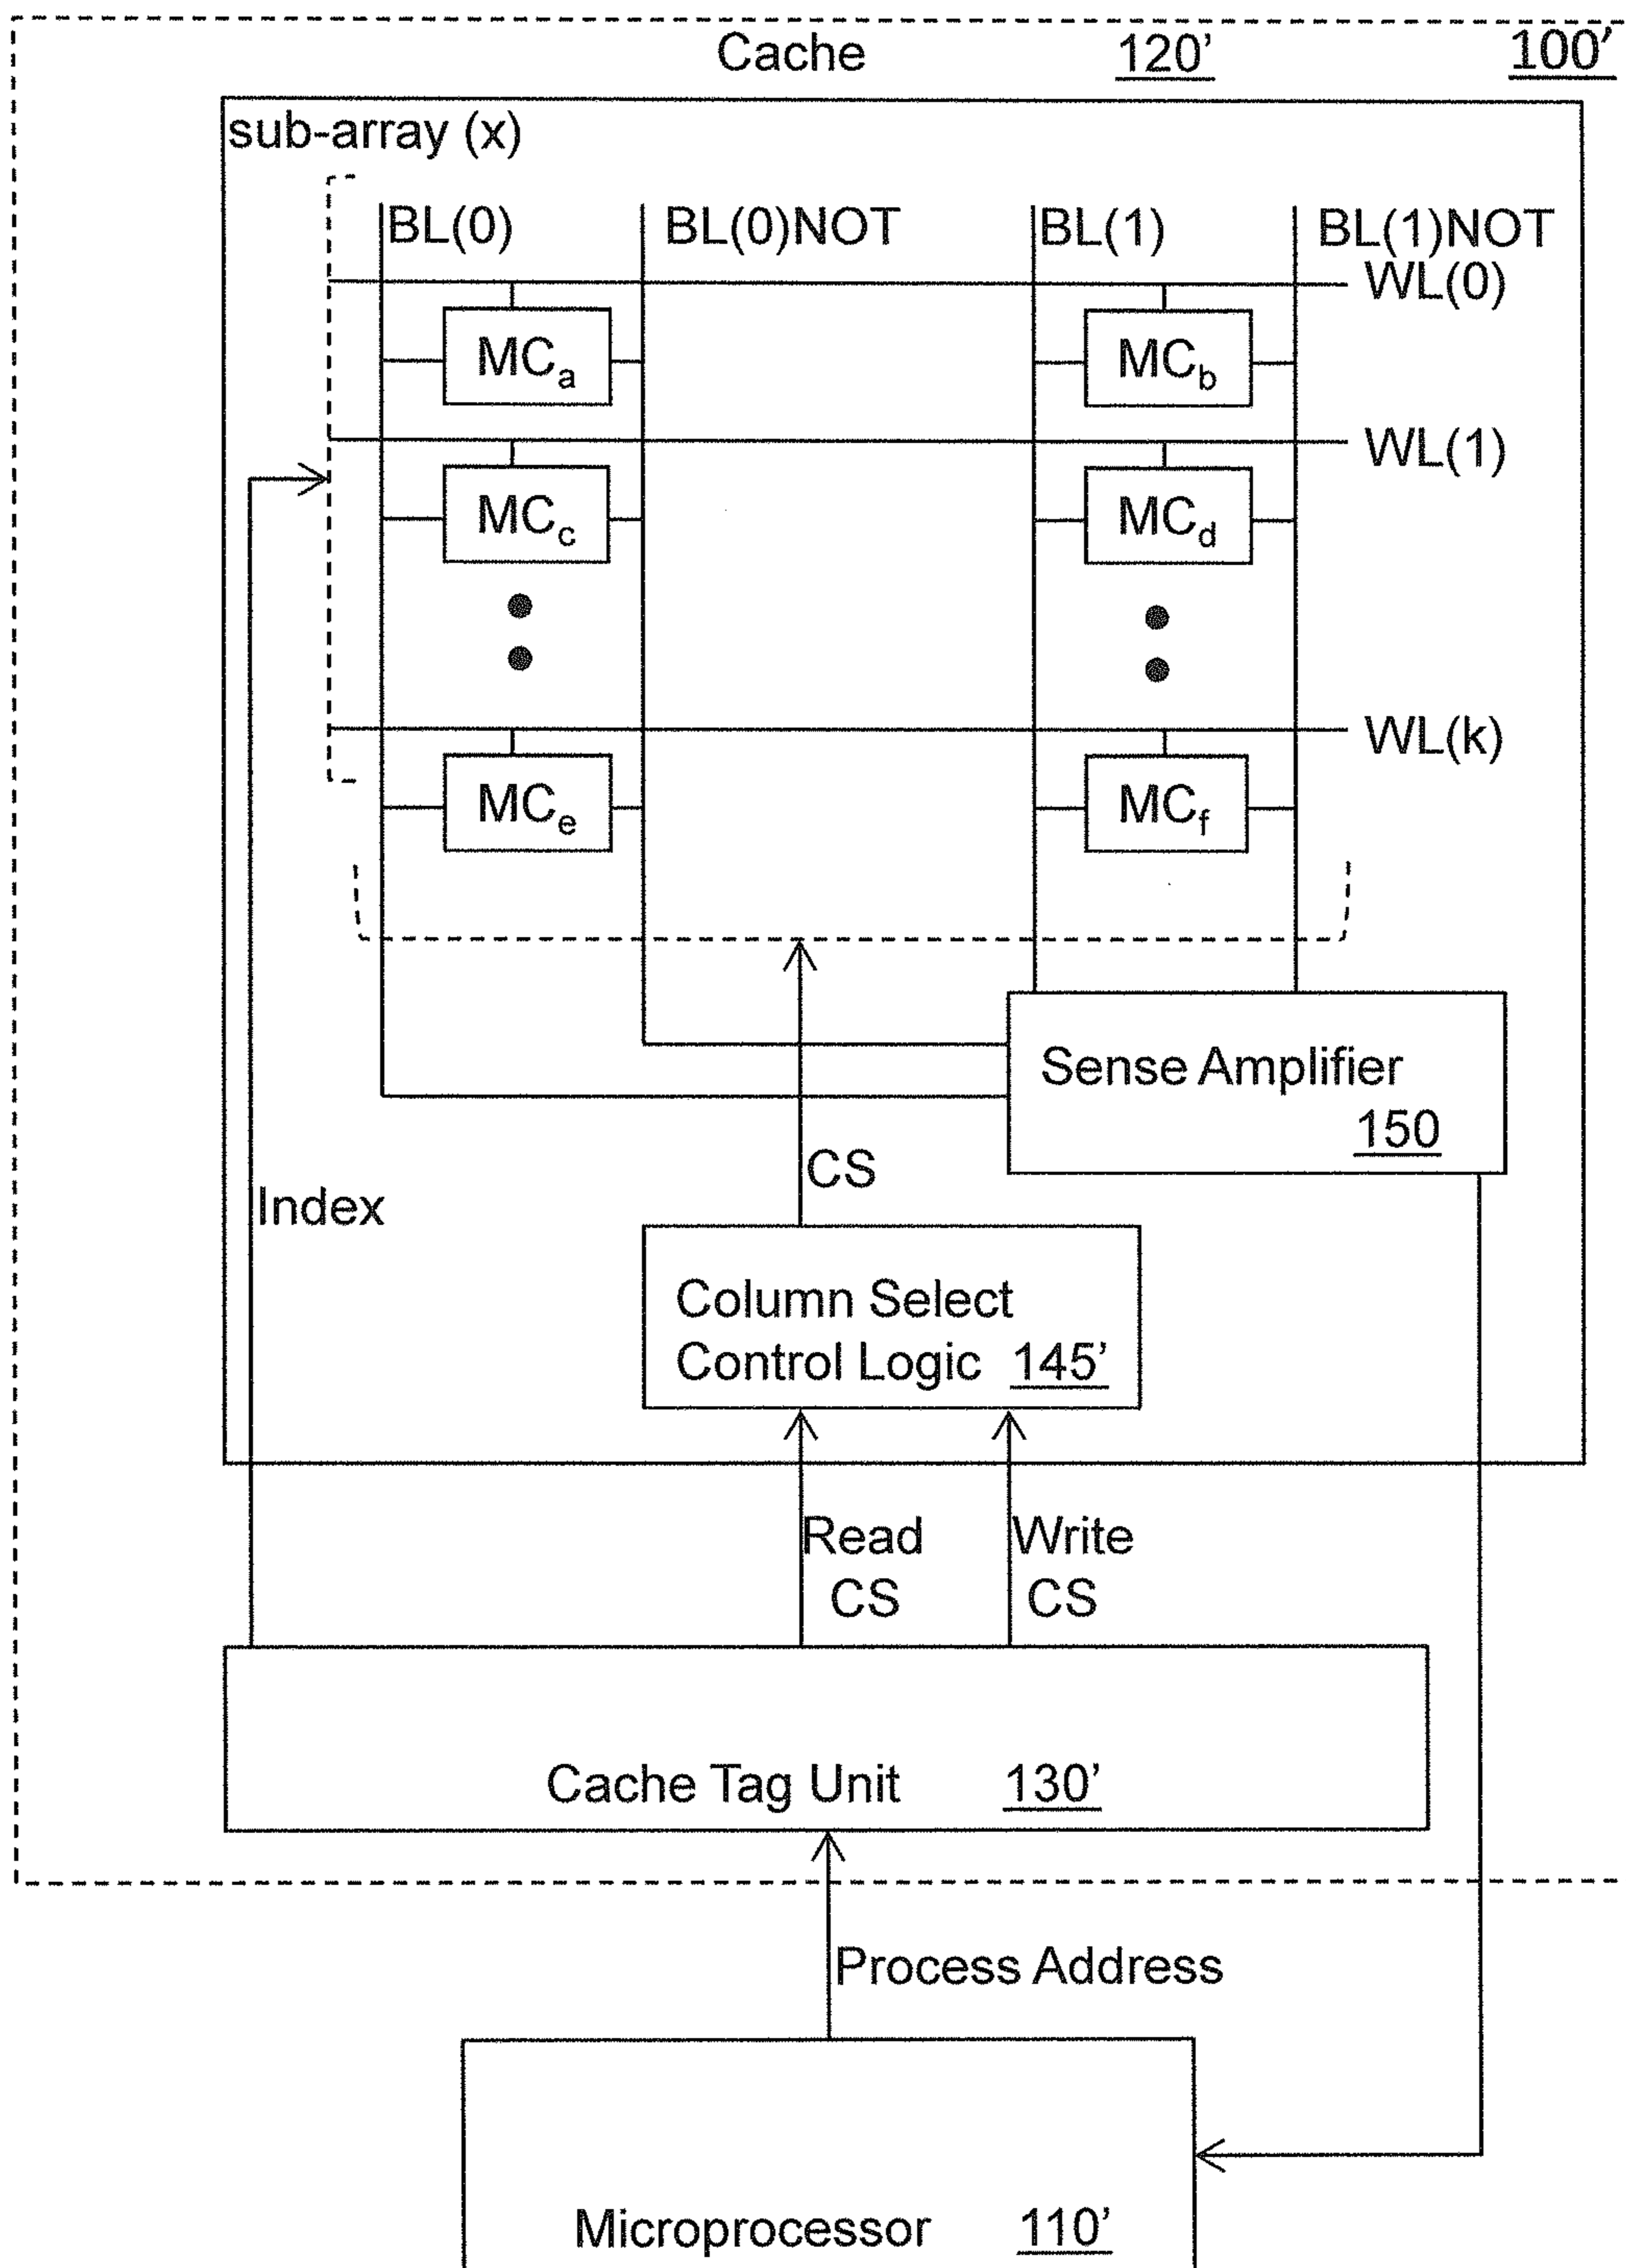 Cache 120' 100'
sub-array (x)
BL(0) BL(0)NOT BL(1) BL(1)NOT
WL(0)
MCa MCb
WL(1)
MCc MCd
WL(k)
MCe MCf
Sense Amplifier
150
CS
Index
Column Select
Control Logic 145'
Read Write
CS CS
Cache Tag Unit 130'
Process Address
Microprocessor 110'